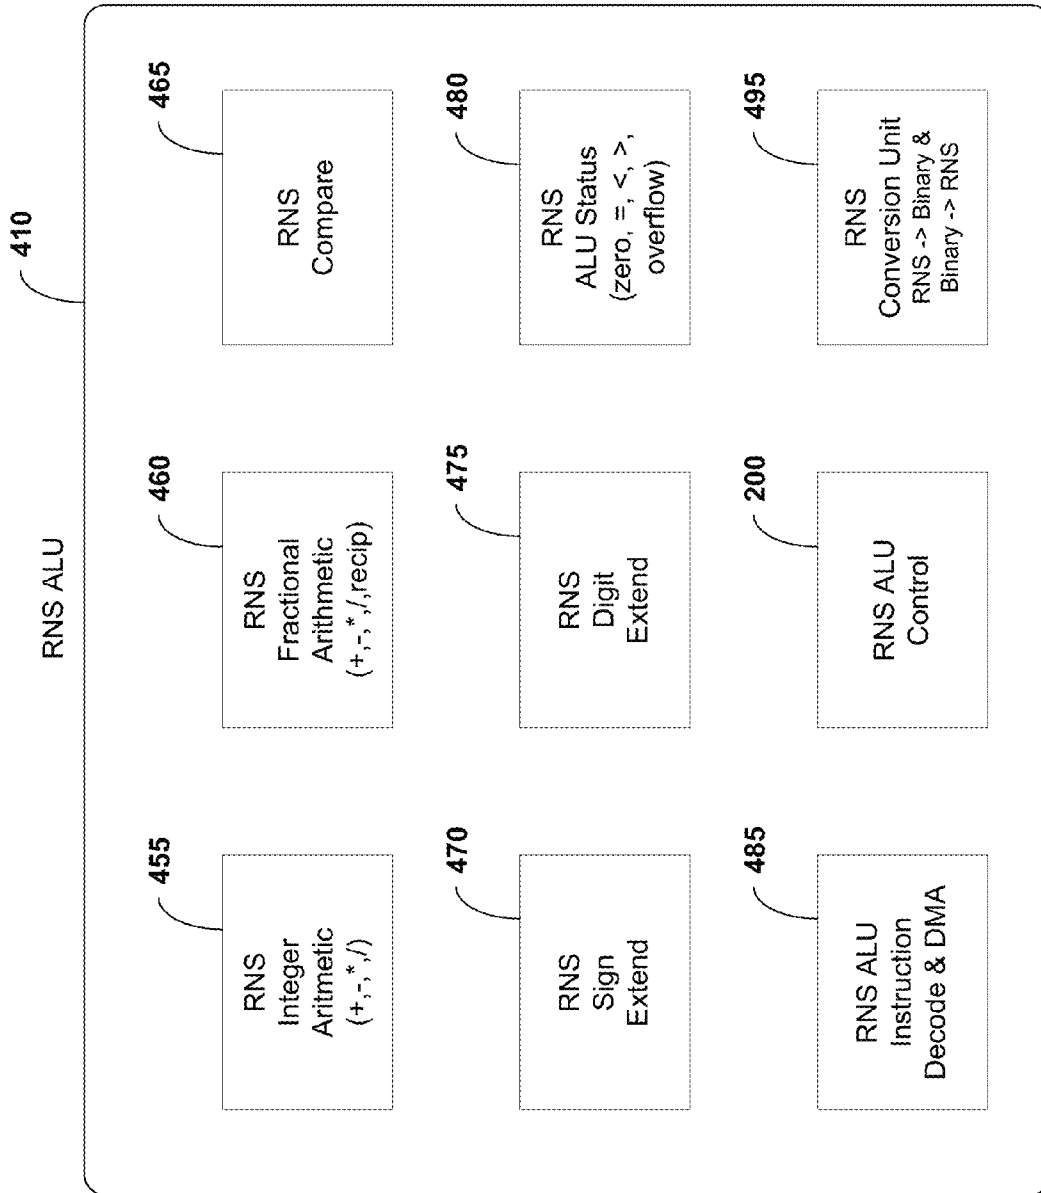 RNS ALU
410
455
RNS
Integer
Aritmetic
(+,-,*,/)
460
RNS
Fractional
Arithmetic
(+,-,*,/,recip)
465
RNS
Compare
470
RNS
Sign
Extend
475
RNS
Digit
Extend
480
RNS
ALU Status
(zero, =, <, >,
overflow)
485
RNS ALU
Instruction
Decode & DMA
200
RNS ALU
Control
495
RNS
Conversion Unit
RNS -> Binary &
Binary -> RNS